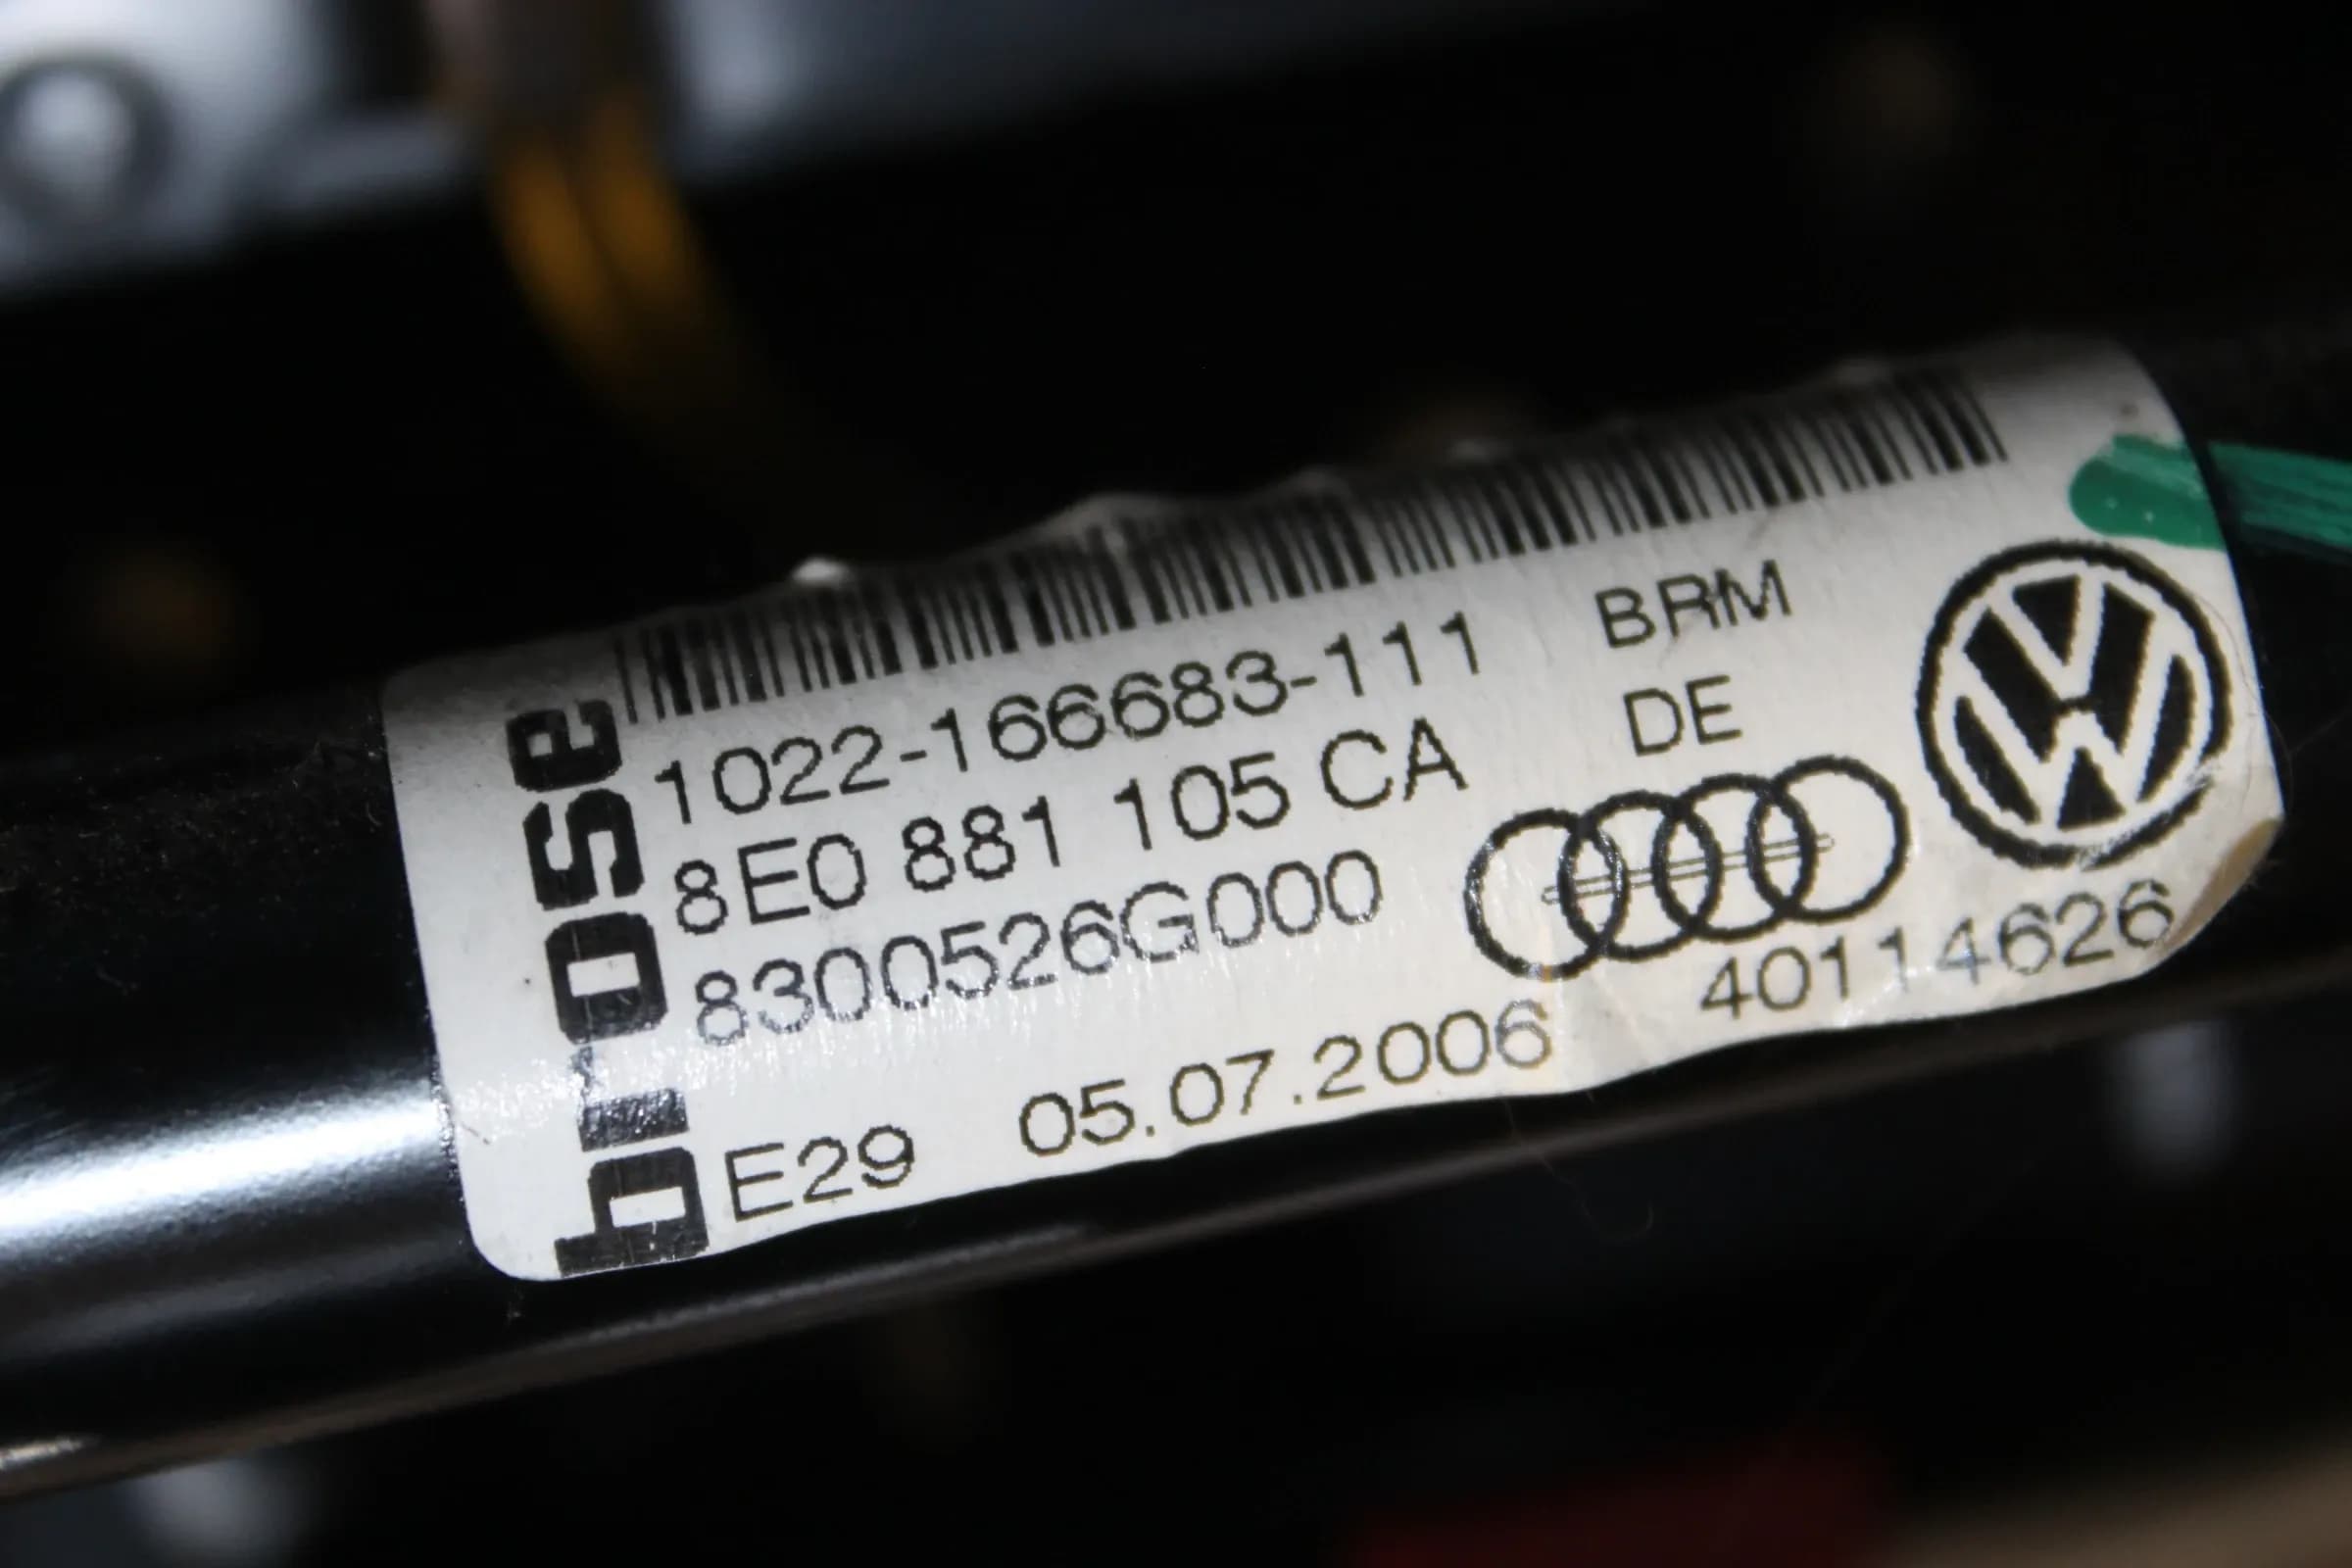 brose
1022-166683-111
BRM
8E0 881 105 CA
DE
8300526G000
40114626
E29 05.07.2006